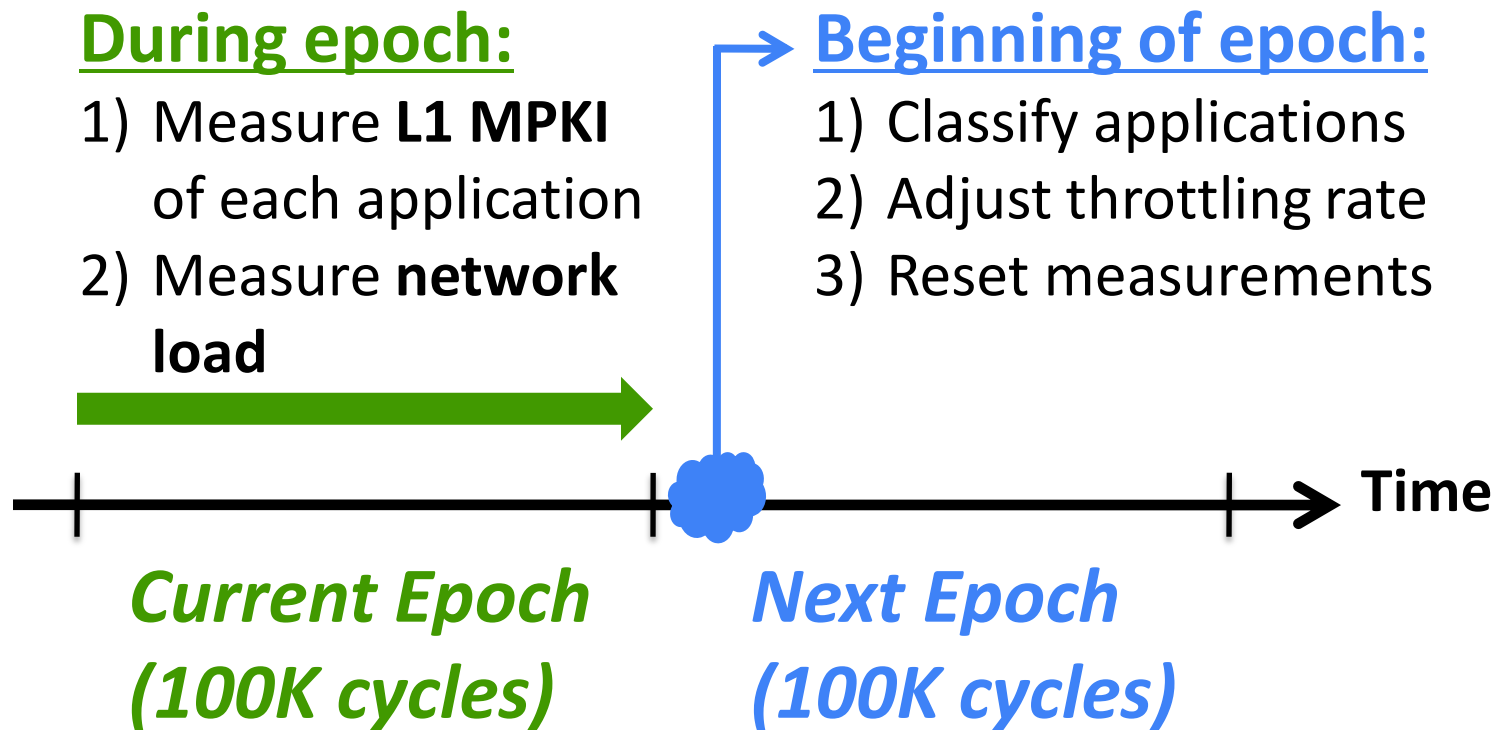 During epoch:
1) Measure L1 MPKI
of each application
2) Measure network
load
Beginning of epoch:
1) Classify applications
2) Adjust throttling rate
3) Reset measurements
Time
Current Epoch
(100K cycles)
Next Epoch
(100K cycles)